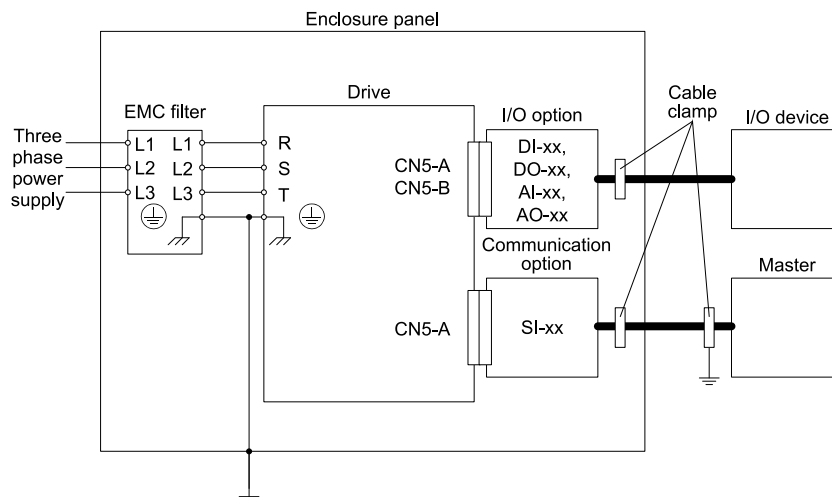 Enclosure panel
EMC filter
Drive
I/O option
Cable
clamp
I/O device
Three
phase
power
supply
L1 L1
L2 L2
L3 L3
R
S
T
CN5-A
CN5-B
DI-xx,
DO-xx,
AI-xx,
AO-xx
Communication
option
Master
CN5-A
SI-xx